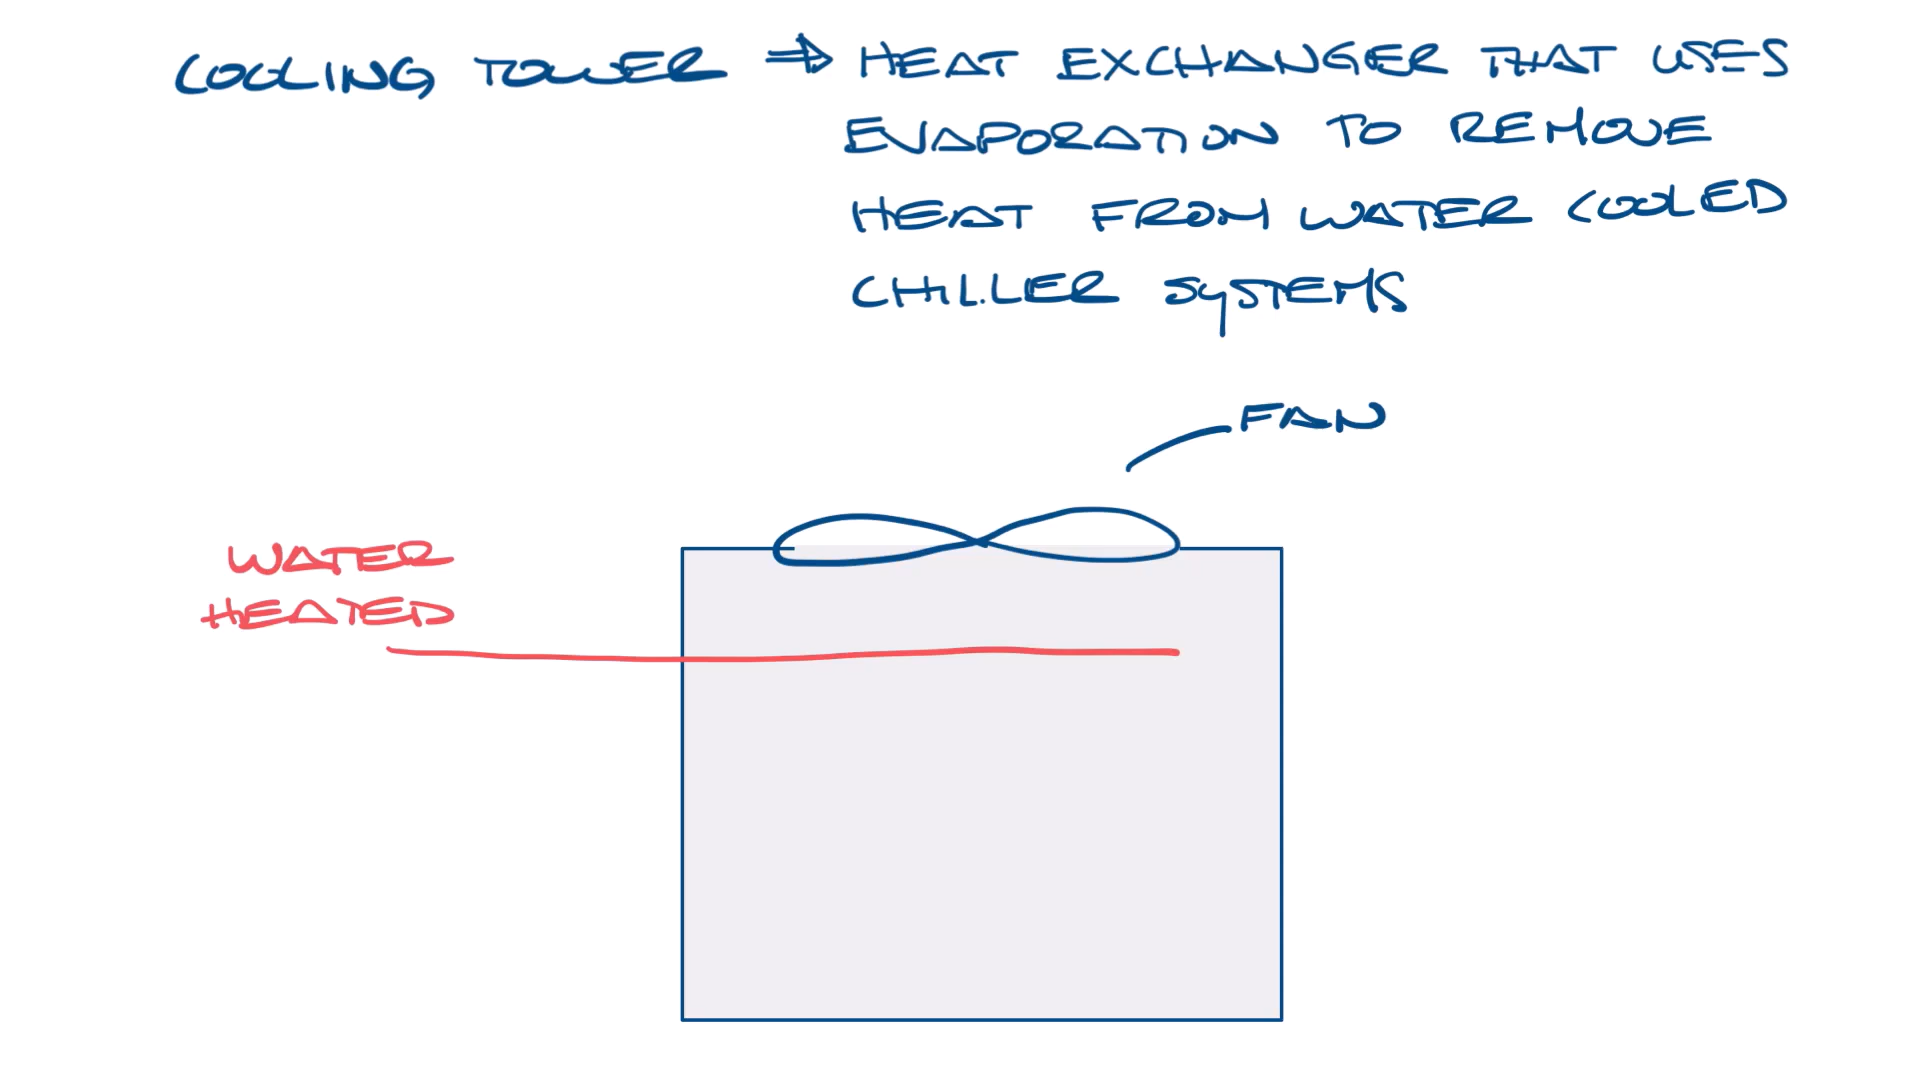 COOLING TOWER ⇒ HEAT EXCHANGER THAT USES
EVAPORATION TO REMOVE
HEAT FROM WATER COOLED
CHILLER SYSTEMS
FAN
WATER
HEATED